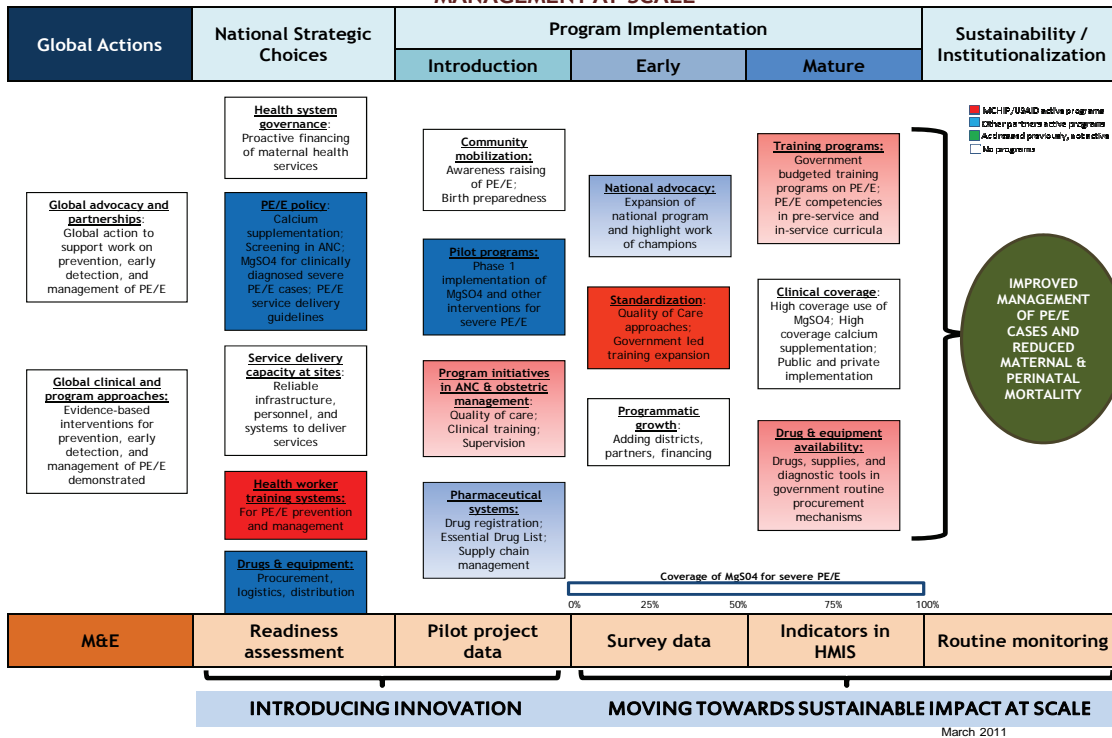 MANAGEMENT AT SCALE
Global Actions
National Strategic
Choices
Program Implementation
Introduction
Early
Mature
Sustainability /
Institutionalization
MCHIP/USAID active programs
Other partners active programs
Addressed previously, not active
No programs
Global advocacy and
partnerships:
Global action to
support work on
prevention, early
detection, and
management of PE/E
Global clinical and
program approaches:
Evidence-based
interventions for
prevention, early
detection, and
management of PE/E
demonstrated
Health system
governance:
Proactive financing
of maternal health
services
PE/E policy:
Calcium
supplementation;
Screening in ANC;
MgSO4 for clinically
diagnosed severe
PE/E cases; PE/E
service delivery
guidelines
Service delivery
capacity at sites:
Reliable
infrastructure,
personnel, and
systems to deliver
services
Health worker
training systems:
For PE/E prevention
and management
Drugs & equipment:
Procurement,
logistics, distribution
Community
mobilization:
Awareness raising
of PE/E;
Birth preparedness
Pilot programs:
Phase 1
implementation of
MgSO4 and other
interventions for
severe PE/E
Program initiatives
in ANC & obstetric
management:
Quality of care;
Clinical training;
Supervision
Pharmaceutical
systems:
Drug registration;
Essential Drug List;
Supply chain
management
National advocacy:
Expansion of
national program
and highlight work
of champions
Standardization:
Quality of Care
approaches;
Government led
training expansion
Programmatic
growth:
Adding districts,
partners, financing
Training programs:
Government
budgeted training
programs on PE/E;
PE/E competencies
in pre-service and
in-service curricula
Clinical coverage:
High coverage use of
MgSO4; High
coverage calcium
supplementation;
Public and private
implementation
Drug & equipment
availability:
Drugs, supplies, and
diagnostic tools in
government routine
procurement
mechanisms
IMPROVED
MANAGEMENT
OF PE/E
CASES AND
REDUCED
MATERNAL &
PERINATAL
MORTALITY
Coverage of MgS04 for severe PE/E
0% 25% 50% 75% 100%
M&E
Readiness
assessment
Pilot project
data
Survey data
Indicators in
HMIS
Routine monitoring
INTRODUCING INNOVATION
MOVING TOWARDS SUSTAINABLE IMPACT AT SCALE
March 2011